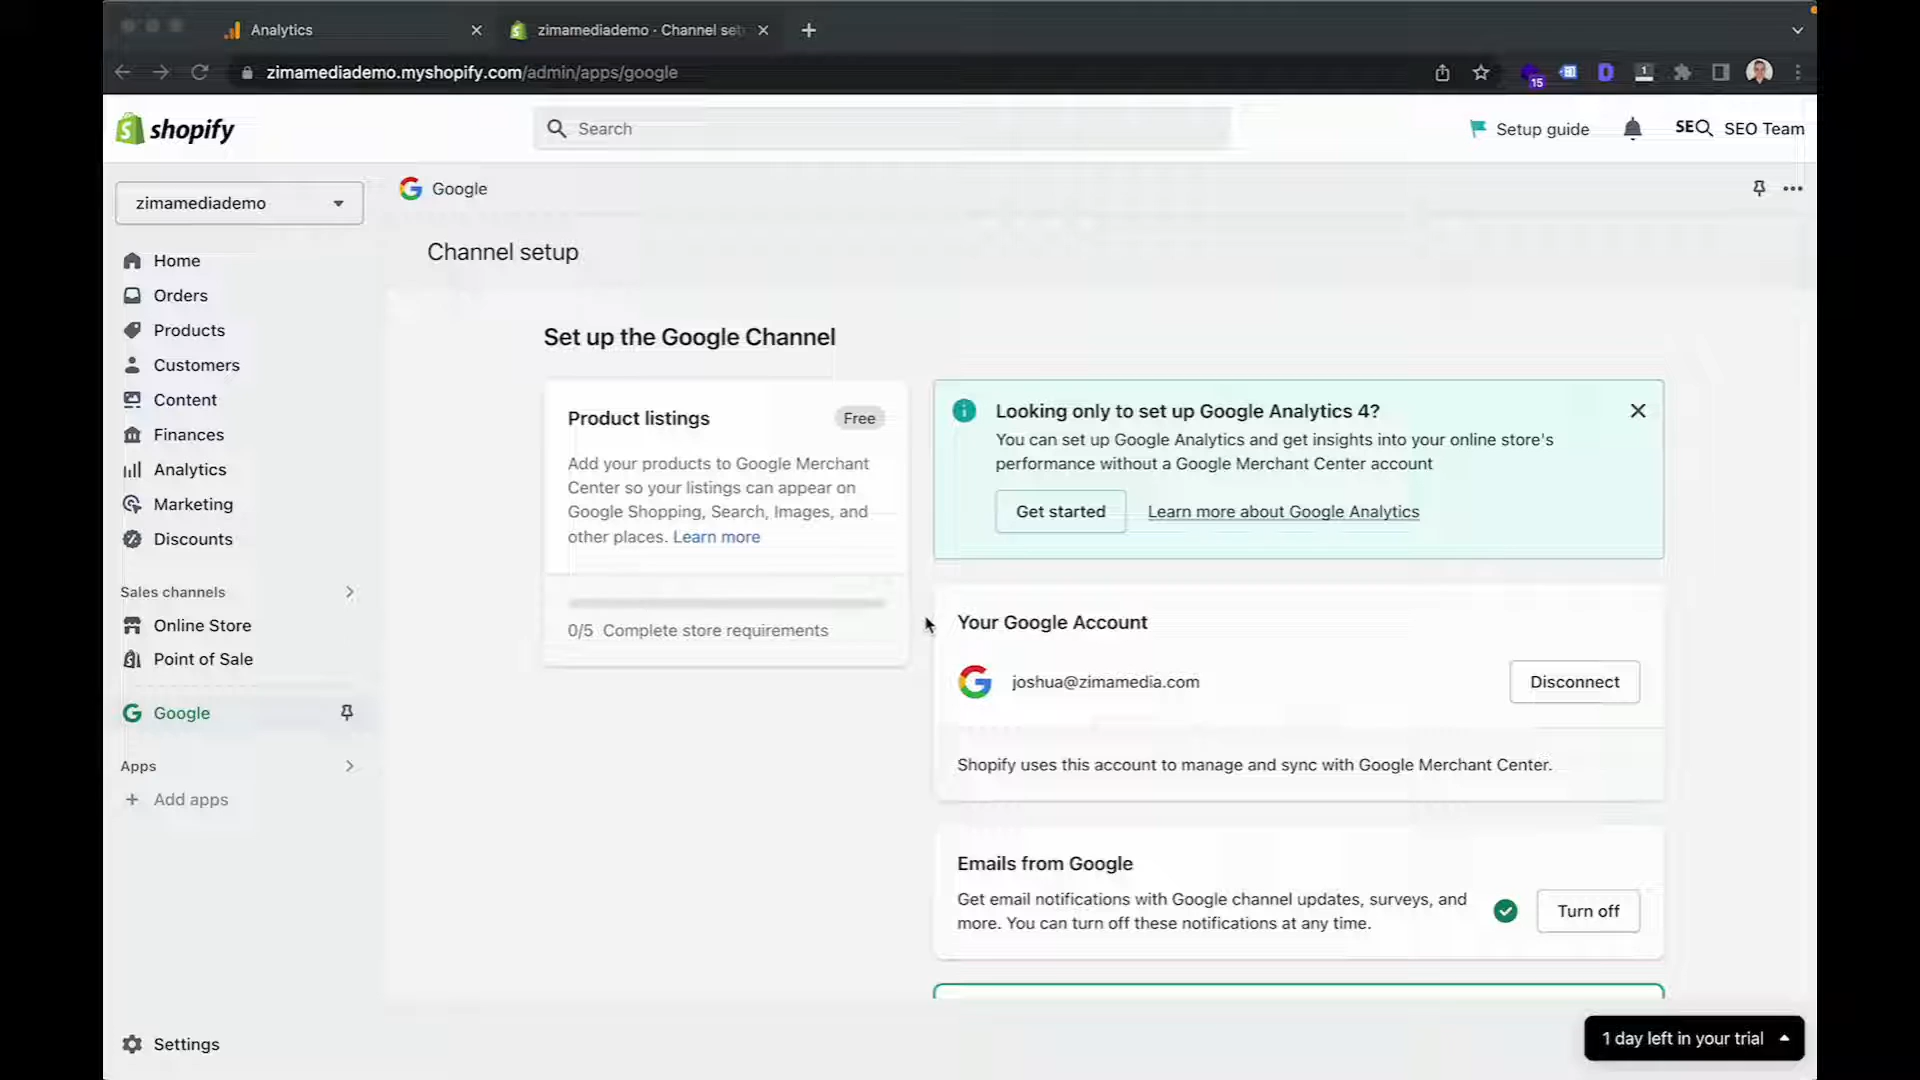 Analytics
zimamediademo · Channel set
zimamediademo.myshopify.com/admin/apps/google
15
1
shopify
Search
Setup guide
SEO SEO Team
zimamediademo
Google
Channel setup
Home
Orders
Products
Customers
Content
Finances
Analytics
Marketing
Discounts
Sales channels
Online Store
Point of Sale
Google
Apps
Add apps
Settings
Set up the Google Channel
Product listings
Free
Add your products to Google Merchant
Center so your listings can appear on
Google Shopping, Search, Images, and
other places. Learn more
0/5 Complete store requirements
Looking only to set up Google Analytics 4?
You can set up Google Analytics and get insights into your online store's
performance without a Google Merchant Center account
Get started
Learn more about Google Analytics
Your Google Account
joshua@zimamedia.com
Disconnect
Shopify uses this account to manage and sync with Google Merchant Center.
Emails from Google
Get email notifications with Google channel updates, surveys, and
more. You can turn off these notifications at any time.
Turn off
1 day left in your trial